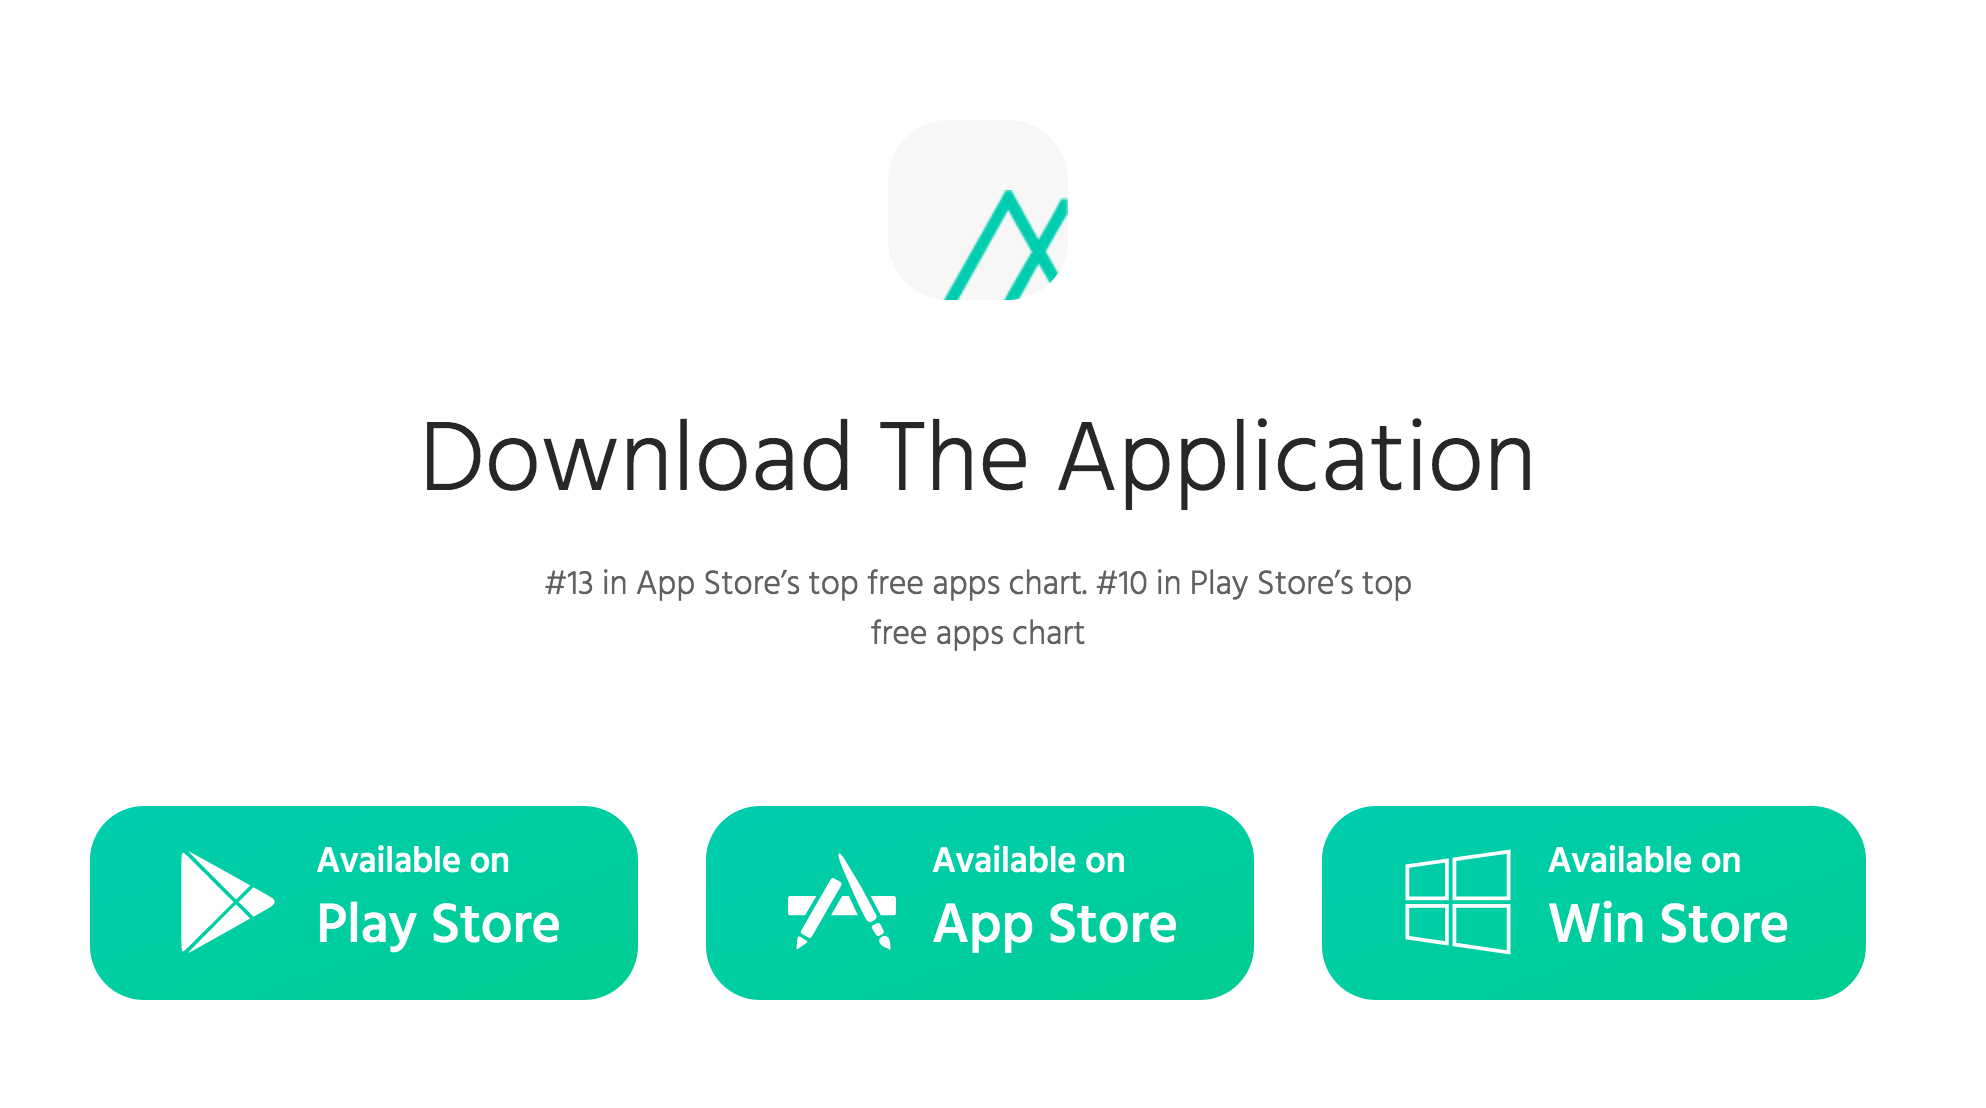 Download The Application
#13 in App Store’s top free apps chart. #10 in Play Store’s top
free apps chart
Available on
Play Store
Available on
App Store
Available on
Win Store